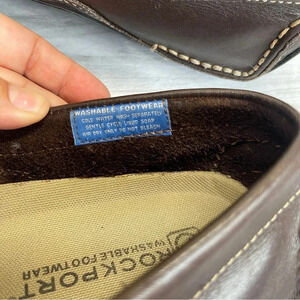 WASHABLE FOOTWEAR
COLD WATER WASH SEPARATELY
GENTLE CYCLE LIQUID SOAP
AIR DRY ONLY DO NOT BLEACH
ROCKPORT
WASHABLE FOOTWEAR